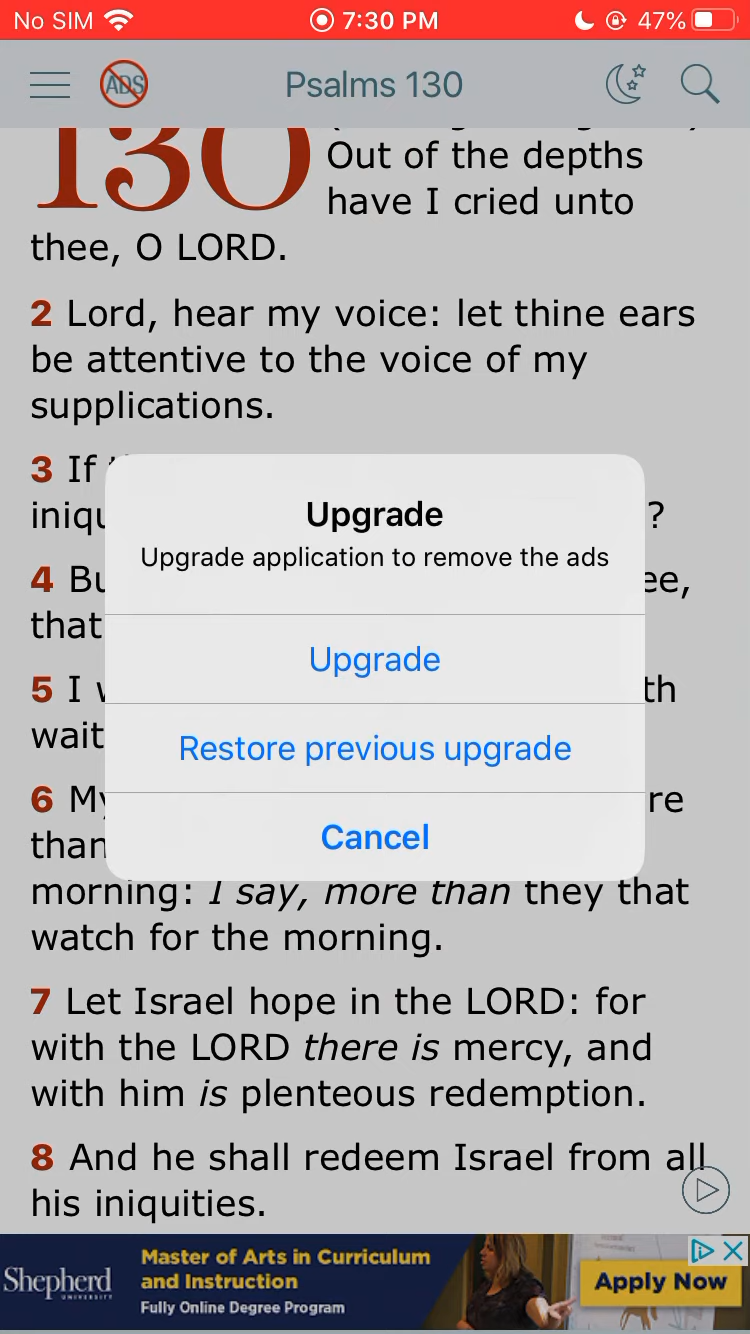 No SIM 7:30 PM 47%
ADS Psalms 130
130
Out of the depths
have I cried unto
thee, O LORD.
2 Lord, hear my voice: let thine ears
be attentive to the voice of my
supplications.
3 If
?
4
ee,
that
5 I
th
wait
6 My
re
than
morning: I say, more than they that
watch for the morning.
7 Let Israel hope in the LORD: for
with the LORD there is mercy, and
with him is plenteous redemption.
8 And he shall redeem Israel from all
his iniquities.
Upgrade
Upgrade application to remove the ads
Upgrade
Restore previous upgrade
Cancel
Shepherd
UNIVERSITY
Master of Arts in Curriculum
and Instruction
Fully Online Degree Program
Apply Now